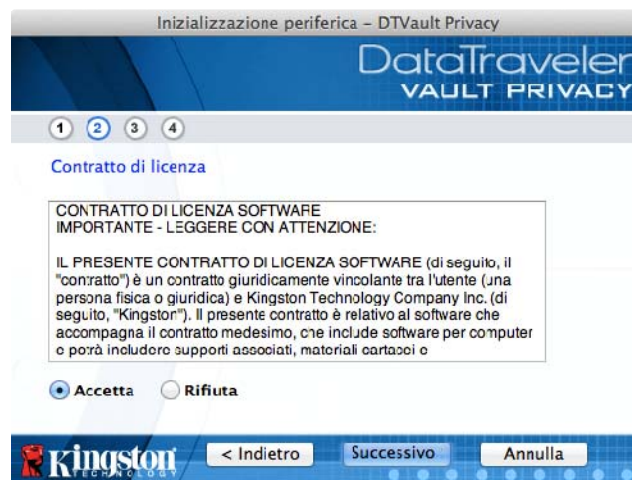 Inizializzazione periferica – DTVault Privacy
DataTraveler
VAULT PRIVACY
1 2 3 4
Contratto di licenza
CONTRATTO DI LICENZA SOFTWARE
IMPORTANTE - LEGGERE CON ATTENZIONE:
IL PRESENTE CONTRATTO DI LICENZA SOFTWARE (di seguito, il
"contratto") è un contratto giuridicamente vincolante tra l'utente (una
persona fisica o giuridica) e Kingston Technology Company Inc. (di
seguito, "Kingston"). Il presente contratto è relativo al software che
accompagna il contratto medesimo, che include software per computer
e potrà includere supporti associati, materiali cartacei e
Accetta Rifiuta
Kingston
TECHNOLOGY
< Indietro Successivo Annulla